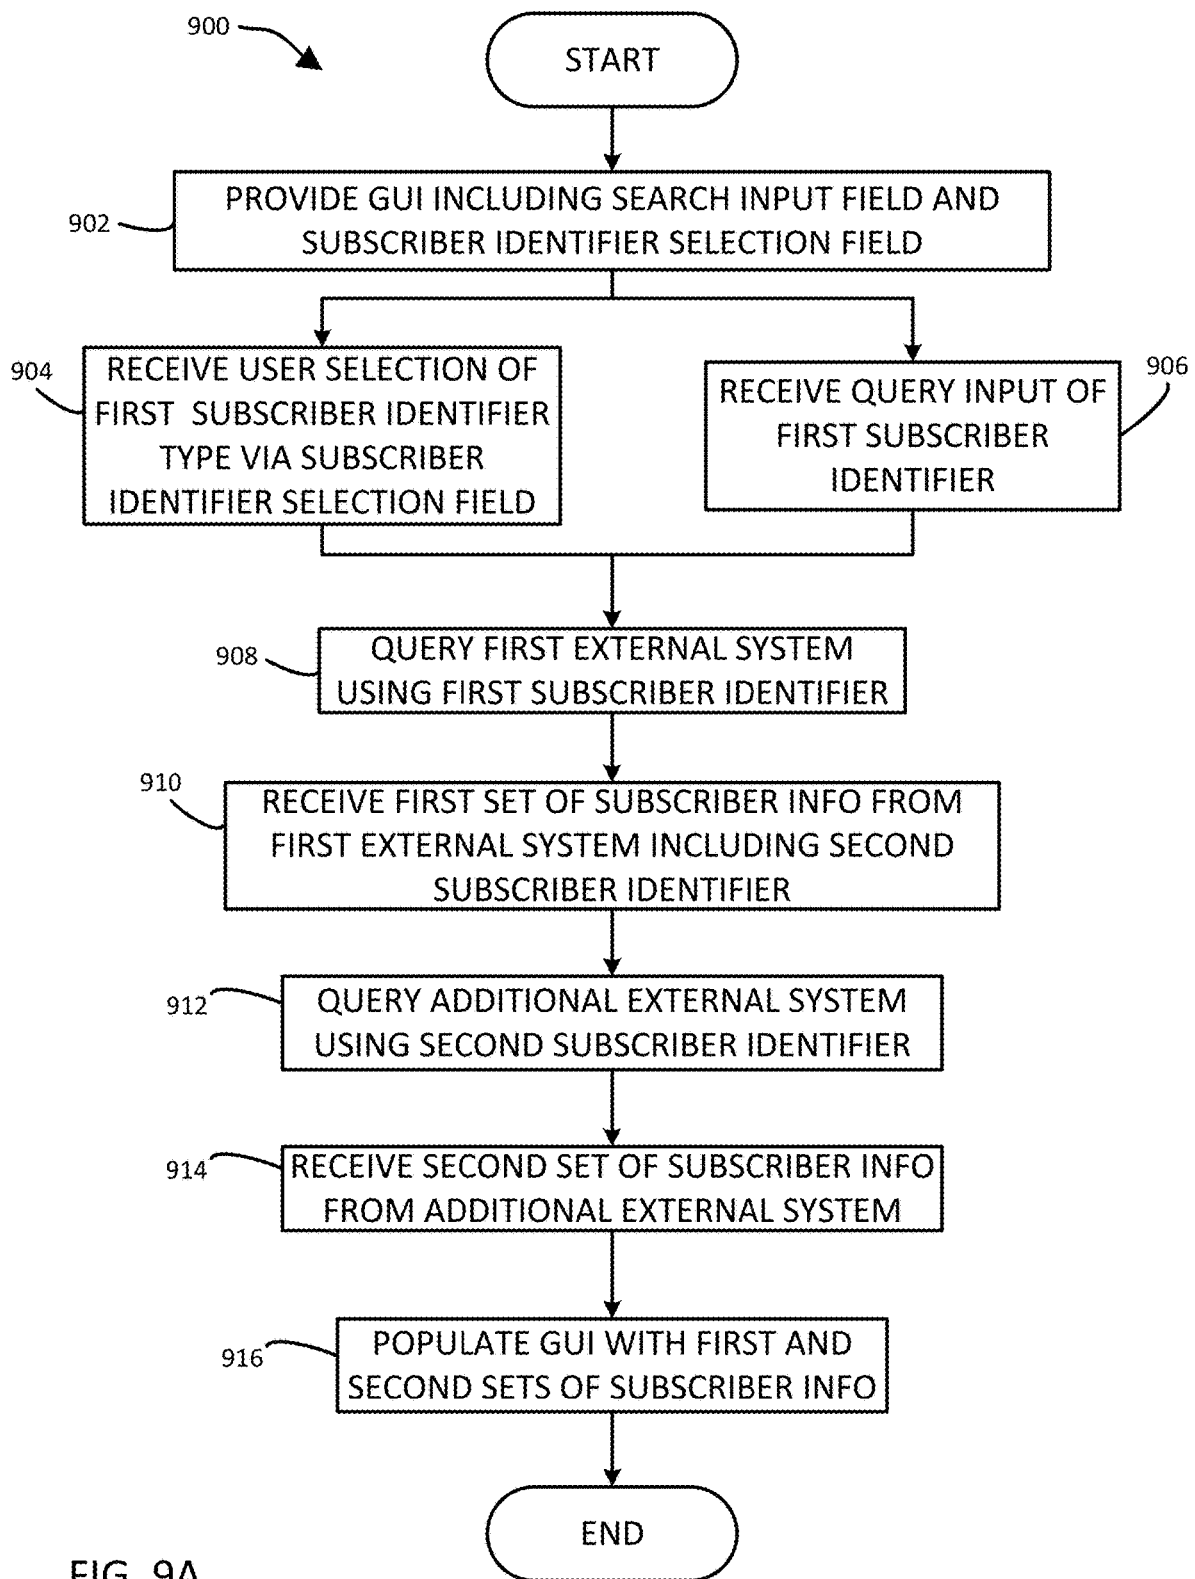 900
START
902
PROVIDE GUI INCLUDING SEARCH INPUT FIELD AND
SUBSCRIBER IDENTIFIER SELECTION FIELD
904
RECEIVE USER SELECTION OF
FIRST SUBSCRIBER IDENTIFIER
TYPE VIA SUBSCRIBER
IDENTIFIER SELECTION FIELD
906
RECEIVE QUERY INPUT OF
FIRST SUBSCRIBER
IDENTIFIER
908
QUERY FIRST EXTERNAL SYSTEM
USING FIRST SUBSCRIBER IDENTIFIER
910
RECEIVE FIRST SET OF SUBSCRIBER INFO FROM
FIRST EXTERNAL SYSTEM INCLUDING SECOND
SUBSCRIBER IDENTIFIER
912
QUERY ADDITIONAL EXTERNAL SYSTEM
USING SECOND SUBSCRIBER IDENTIFIER
914
RECEIVE SECOND SET OF SUBSCRIBER INFO
FROM ADDITIONAL EXTERNAL SYSTEM
916
POPULATE GUI WITH FIRST AND
SECOND SETS OF SUBSCRIBER INFO
END
FIG. 9A